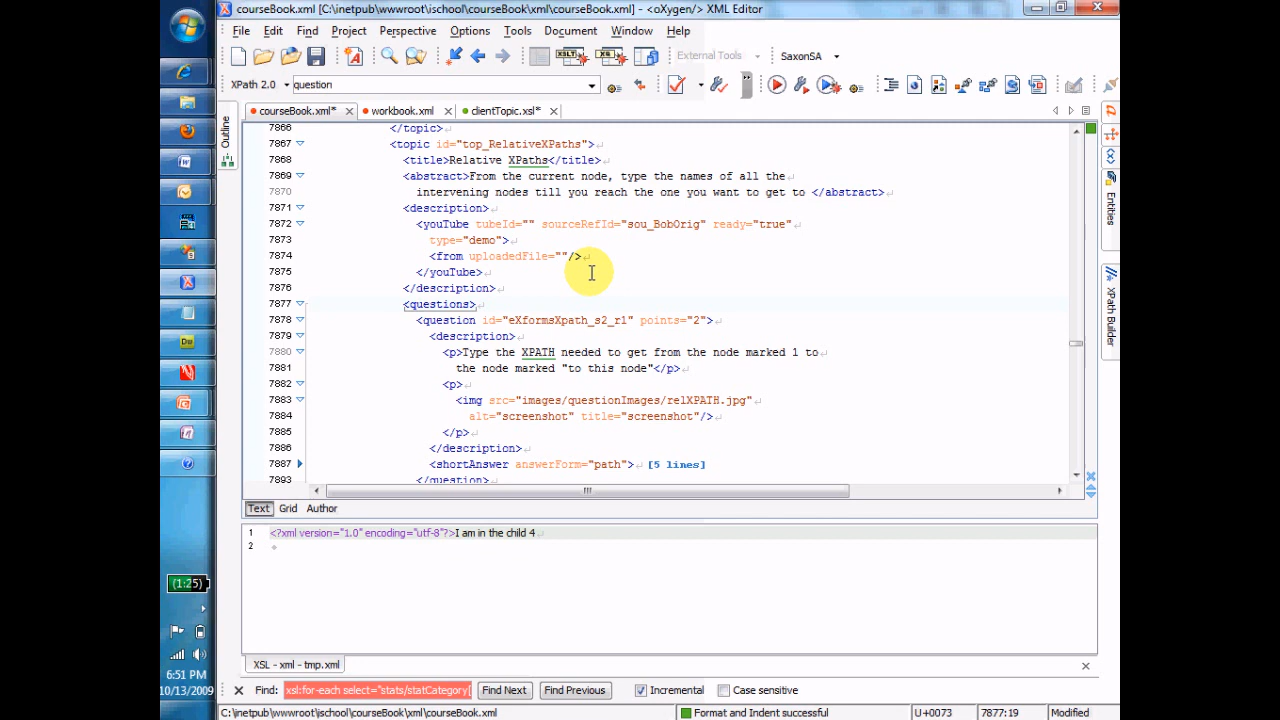 courseBook.xml [C:\inetpub\wwwroot\ischool\courseBook\xml\courseBook.xml] - <oXygen/> XML Editor
File Edit Find Project Perspective Options Tools Document Window Help
External Tools SaxonSA
XPath 2.0 question
courseBook.xml* workbook.xml clientTopic.xsl*
Outline
Entities
XPath Builder
7866 </topic>
7867 <topic id="top_RelativeXPaths">
7868 <title>Relative XPaths</title>
7869 <abstract>From the current node, type the names of all the
7870 intervening nodes till you reach the one you want to get to </abstract>
7871 <description>
7872 <youTube tubeId="" sourceRefId="sou_BobOrig" ready="true"
7873 type="demo">
7874 <from uploadedFile=""/>
7875 </youTube>
7876 </description>
7877 <questions>
7878 <question id="eXformsXpath_s2_r1" points="2">
7879 <description>
7880 <p>Type the XPATH needed to get from the node marked 1 to
7881 the node marked "to this node"</p>
7882 <p>
7883 <img src="images/questionImages/relXPATH.jpg"
7884 alt="screenshot" title="screenshot"/>
7885 </p>
7886 </description>
7887 <shortAnswer answerForm="path"> [5 lines]
7893 </question>
Text Grid Author
1 <?xml version="1.0" encoding="utf-8"?>I am in the child 4
2
XSL - xml - tmp.xml
Find: xsl:for-each select="stats/statCategory[ Find Next Find Previous Incremental Case sensitive
C:\inetpub\wwwroot\ischool\courseBook\xml\courseBook.xml Format and Indent successful U+0073 7877:19 Modified
(1:25)
6:51 PM
10/13/2009